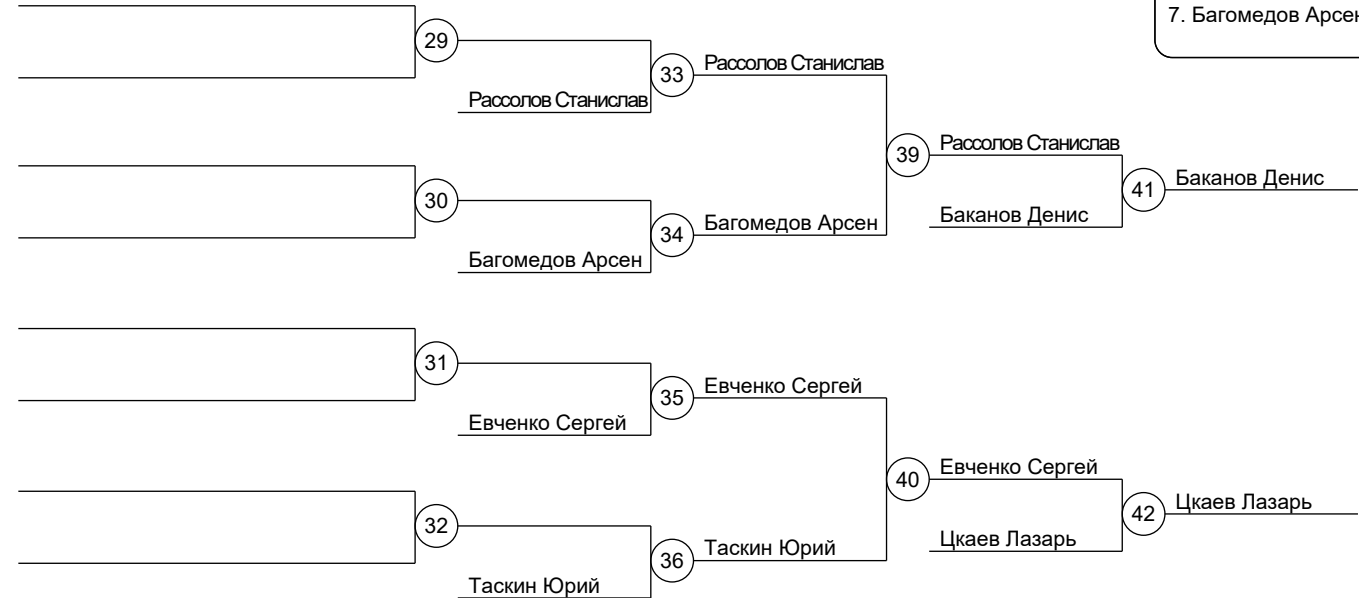 7. Багомедов Арсен
29
Рассолов Станислав
33
Рассолов Станислав
Рассолов Станислав
39
Баканов Денис
41
Баканов Денис
30
Багомедов Арсен
34
Багомедов Арсен
31
Евченко Сергей
35
Евченко Сергей
Евченко Сергей
40
Цкаев Лазарь
42
Цкаев Лазарь
32
Таскин Юрий
36
Таскин Юрий